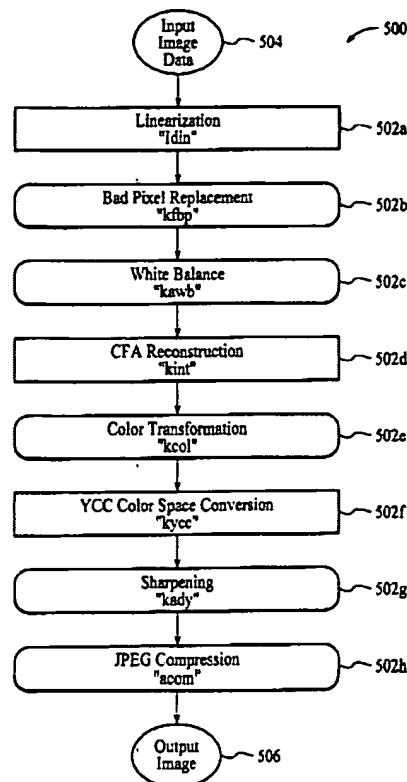 500
Input
Image
Data
504
Linearization
"Idin"
502a
Bad Pixel Replacement
"kfbp"
502b
White Balance
"kawb"
502c
CFA Reconstruction
"kint"
502d
Color Transformation
"kcol"
502e
YCC Color Space Conversion
"kycc"
502f
Sharpening
"kady"
502g
JPEG Compression
"acom"
502h
Output
Image
506